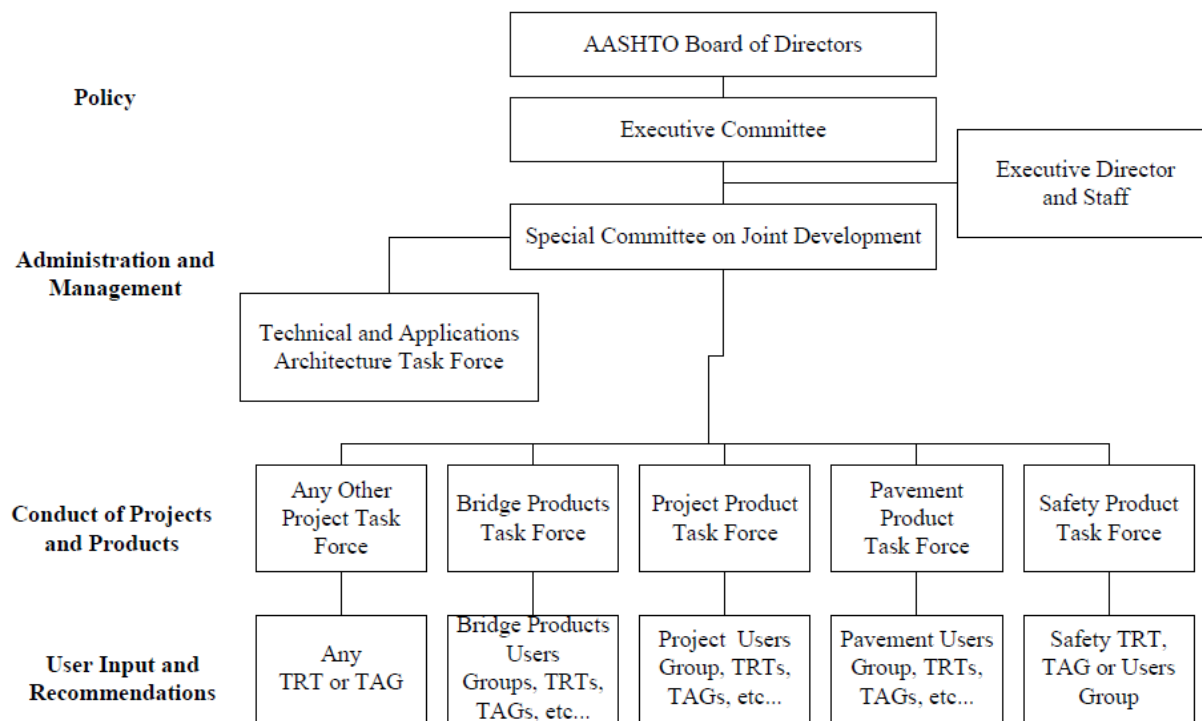 AASHTO Board of Directors
Policy
Executive Committee
Executive Director
and Staff
Special Committee on Joint Development
Administration and
Management
Technical and Applications
Architecture Task Force
Conduct of Projects
and Products
Any Other
Project Task
Force
Bridge Products
Task Force
Project Product
Task Force
Pavement
Product
Task Force
Safety Product
Task Force
User Input and
Recommendations
Any
TRT or TAG
Bridge Products
Users
Groups, TRTs,
TAGs, etc...
Project Users
Group, TRTs,
TAGs, etc...
Pavement Users
Group, TRTs,
TAGs, etc...
Safety TRT,
TAG or Users
Group